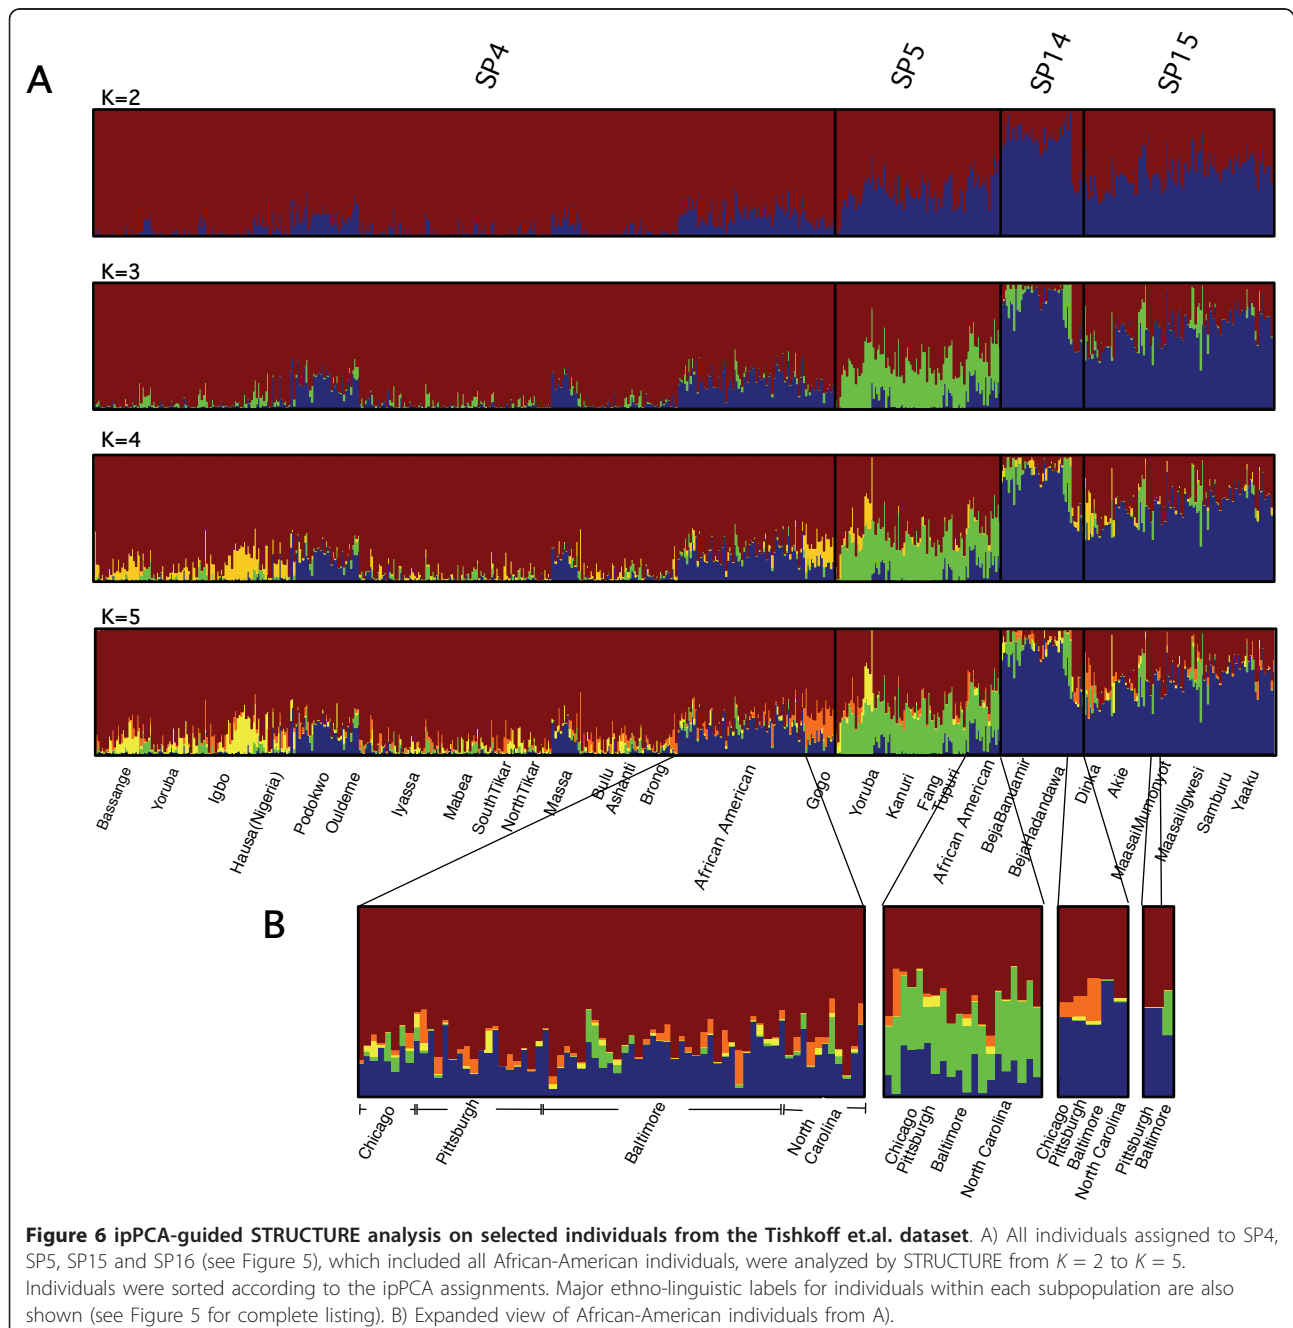 A
SP4
SP5
SP14
SP15
K=2
K=3
K=4
K=5
Bassange
Yoruba
Igbo
Hausa(Nigeria)
Podokwo
Ouldeme
Iyassa
Mabea
SouthTikar
NorthTikar
Massa
Bulu
Ashanti
Brong
African American
Gogo
Yoruba
Kanuri
Fang
Tupuri
African American
BejaBanuamir
BejaHadandawa
Dinka
Akie
MaasaiMumonyot
MaasaiIlgwesi
Samburu
Yaaku
B
Chicago
Pittsburgh
Baltimore
North
Carolina
Chicago
Pittsburgh
Baltimore
North Carolina
Chicago
Pittsburgh
Baltimore
North Carolina
Pittsburgh
Baltimore
Figure 6 ipPCA-guided STRUCTURE analysis on selected individuals from the Tishkoff et.al. dataset. A) All individuals assigned to SP4,
SP5, SP15 and SP16 (see Figure 5), which included all African-American individuals, were analyzed by STRUCTURE from K = 2 to K = 5.
Individuals were sorted according to the ipPCA assignments. Major ethno-linguistic labels for individuals within each subpopulation are also
shown (see Figure 5 for complete listing). B) Expanded view of African-American individuals from A).